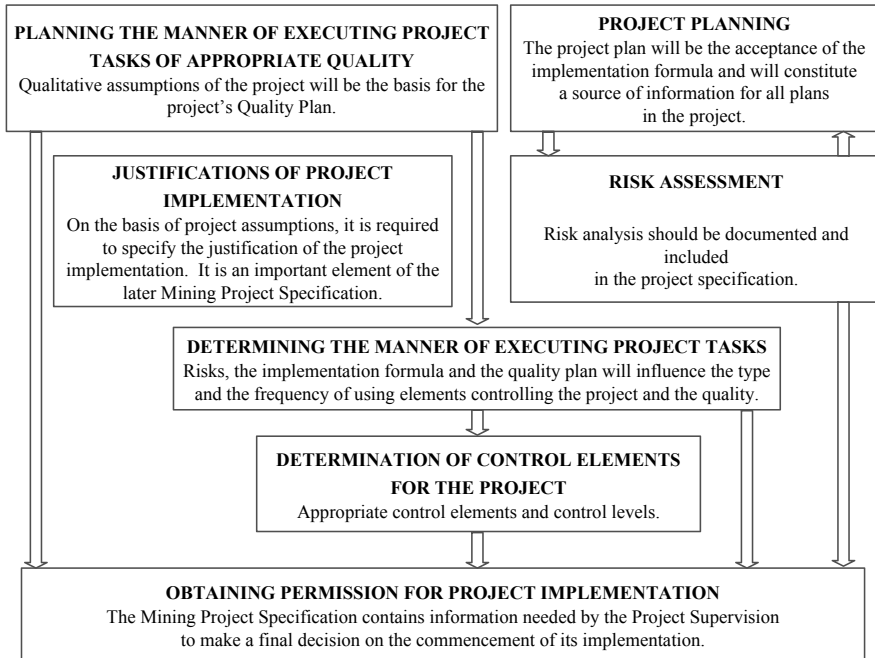 PLANNING THE MANNER OF EXECUTING PROJECT
TASKS OF APPROPRIATE QUALITY
Qualitative assumptions of the project will be the basis for the
project's Quality Plan.
PROJECT PLANNING
The project plan will be the acceptance of the
implementation formula and will constitute
a source of information for all plans
in the project.
JUSTIFICATIONS OF PROJECT
IMPLEMENTATION
On the basis of project assumptions, it is required
to specify the justification of the project
implementation. It is an important element of the
later Mining Project Specification.
RISK ASSESSMENT
Risk analysis should be documented and
included
in the project specification.
DETERMINING THE MANNER OF EXECUTING PROJECT TASKS
Risks, the implementation formula and the quality plan will influence the type
and the frequency of using elements controlling the project and the quality.
DETERMINATION OF CONTROL ELEMENTS
FOR THE PROJECT
Appropriate control elements and control levels.
OBTAINING PERMISSION FOR PROJECT IMPLEMENTATION
The Mining Project Specification contains information needed by the Project Supervision
to make a final decision on the commencement of its implementation.